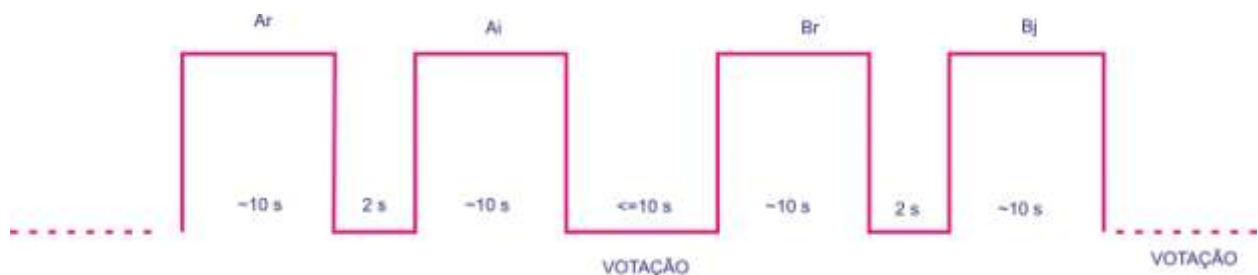 Ar Ai Br Bj
~10 s 2 s ~10 s <=10 s ~10 s 2 s ~10 s
VOTAÇÃO VOTAÇÃO